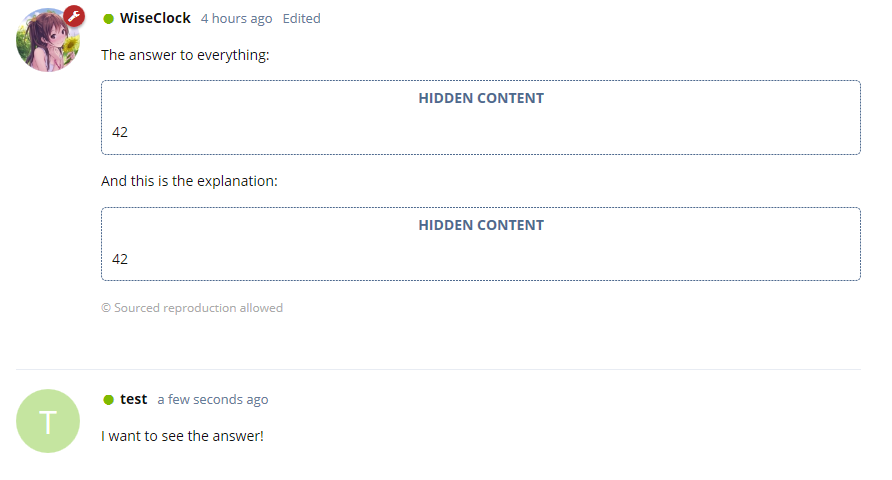 WiseClock 4 hours ago Edited
The answer to everything:
HIDDEN CONTENT
42
And this is the explanation:
HIDDEN CONTENT
42
© Sourced reproduction allowed
T
test a few seconds ago
I want to see the answer!